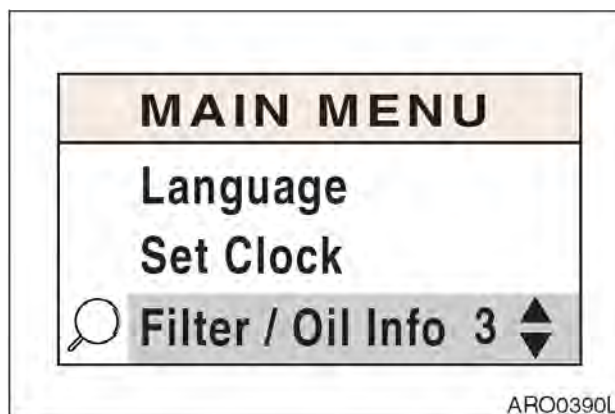 MAIN MENU
Language
Set Clock
Filter / Oil Info 3
ARO0390L